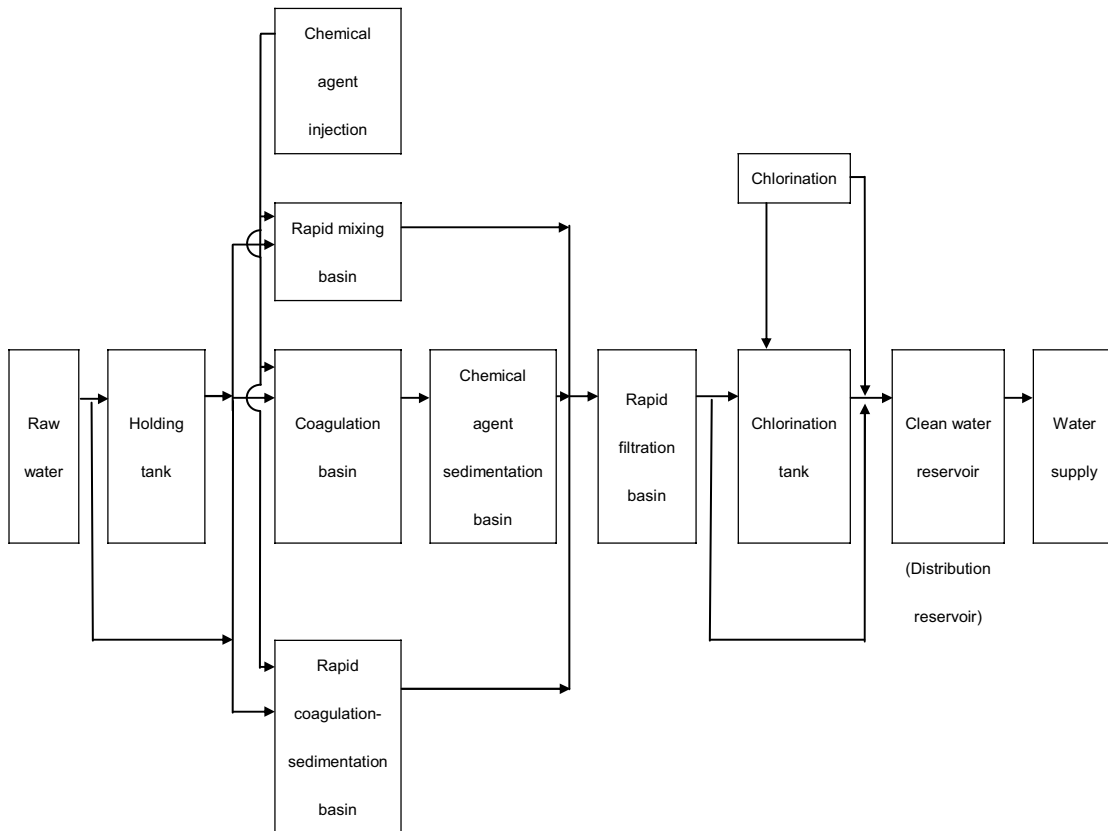 Chemical
agent
injection
Chlorination
Rapid mixing
basin
Raw
water
Holding
tank
Coagulation
basin
Chemical
agent
sedimentation
basin
Rapid
filtration
basin
Chlorination
tank
Clean water
reservoir
(Distribution
reservoir)
Water
supply
Rapid
coagulation-
sedimentation
basin